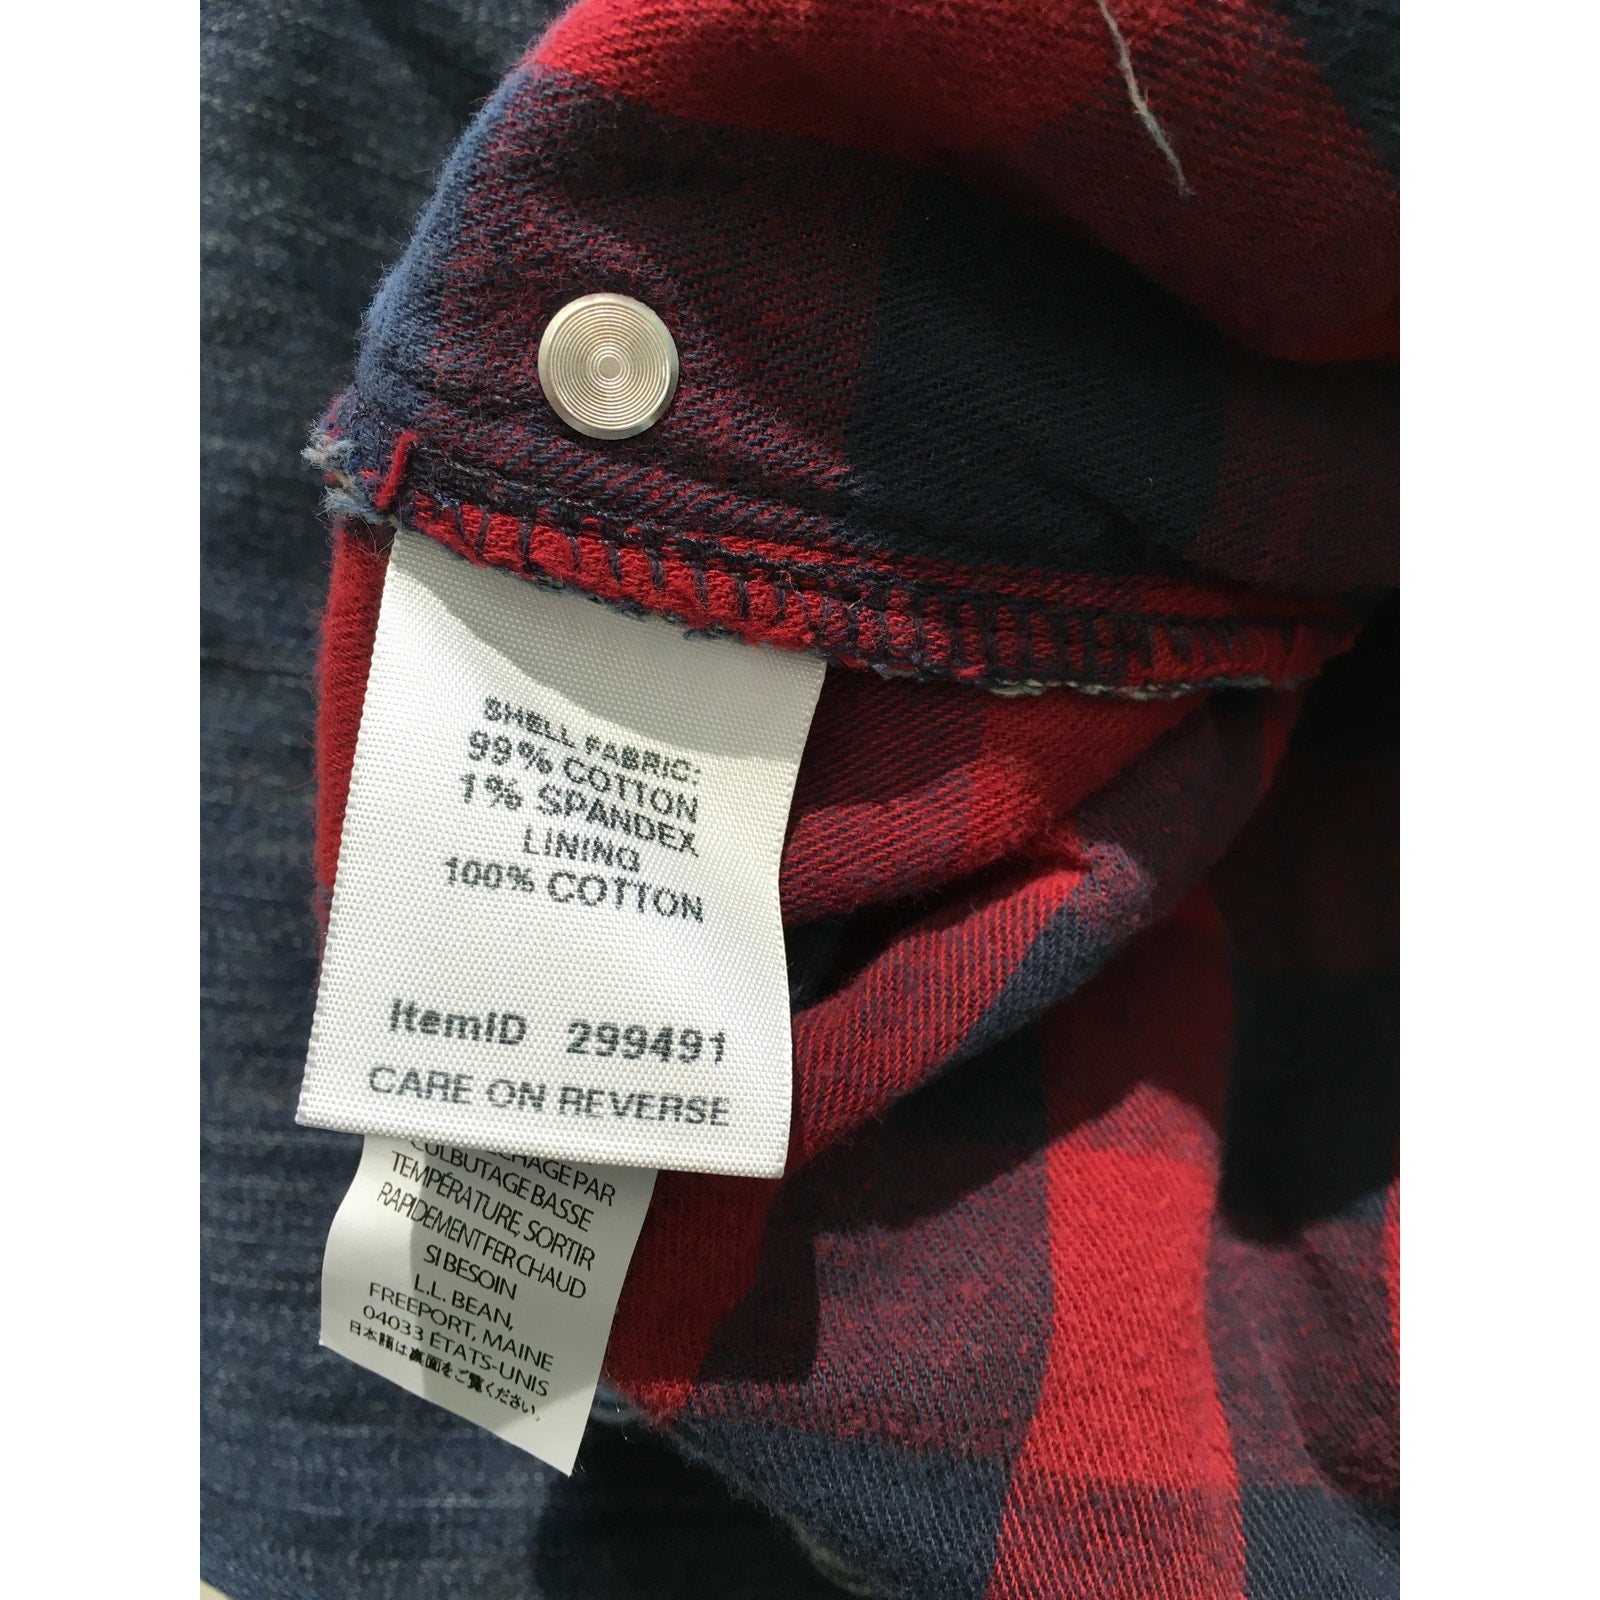 SHELL FABRIC:
99% COTTON
1% SPANDEX
LINING
100% COTTON
ItemID 299491
CARE ON REVERSE
PAR
CULBUTAGE BASSE
TEMPÉRATURE, SORTIR
RAPIDEMENT FER CHAUD
SI BESOIN
L.L. BEAN,
FREEPORT, MAINE
04033 ETATS-UNIS
日本語は裏面をご覧ください。